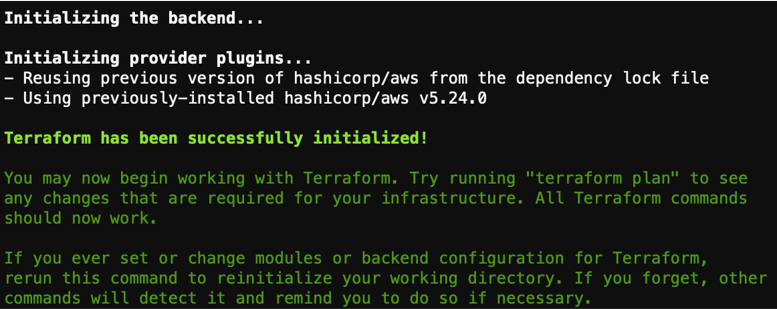 Initializing the backend...
Initializing provider plugins...
- Reusing previous version of hashicorp/aws from the dependency lock file
- Using previously-installed hashicorp/aws v5.24.0
Terraform has been successfully initialized!
You may now begin working with Terraform. Try running "terraform plan" to see
any changes that are required for your infrastructure. All Terraform commands
should now work.
If you ever set or change modules or backend configuration for Terraform,
rerun this command to reinitialize your working directory. If you forget, other
commands will detect it and remind you to do so if necessary.